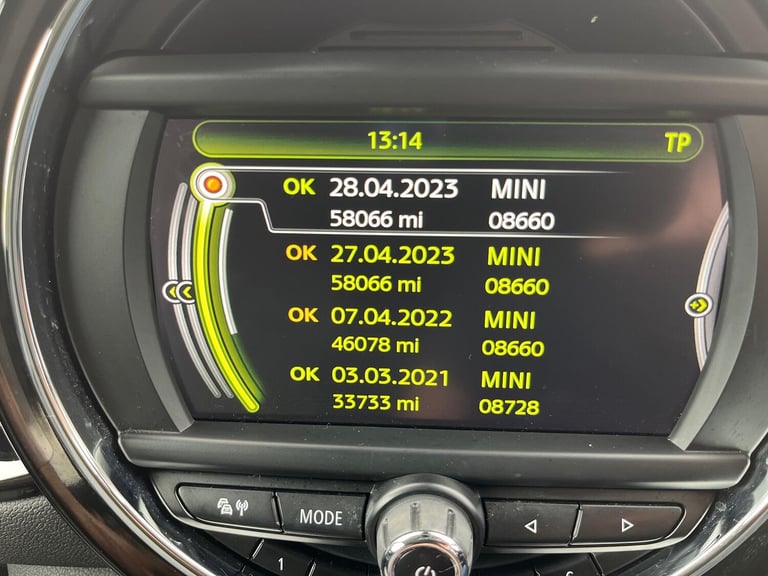 13:14 TP
OK 28.04.2023 MINI
58066 mi 08660
OK 27.04.2023 MINI
58066 mi 08660
OK 07.04.2022 MINI
46078 mi 08660
OK 03.03.2021 MINI
33733 mi 08728
MODE
1